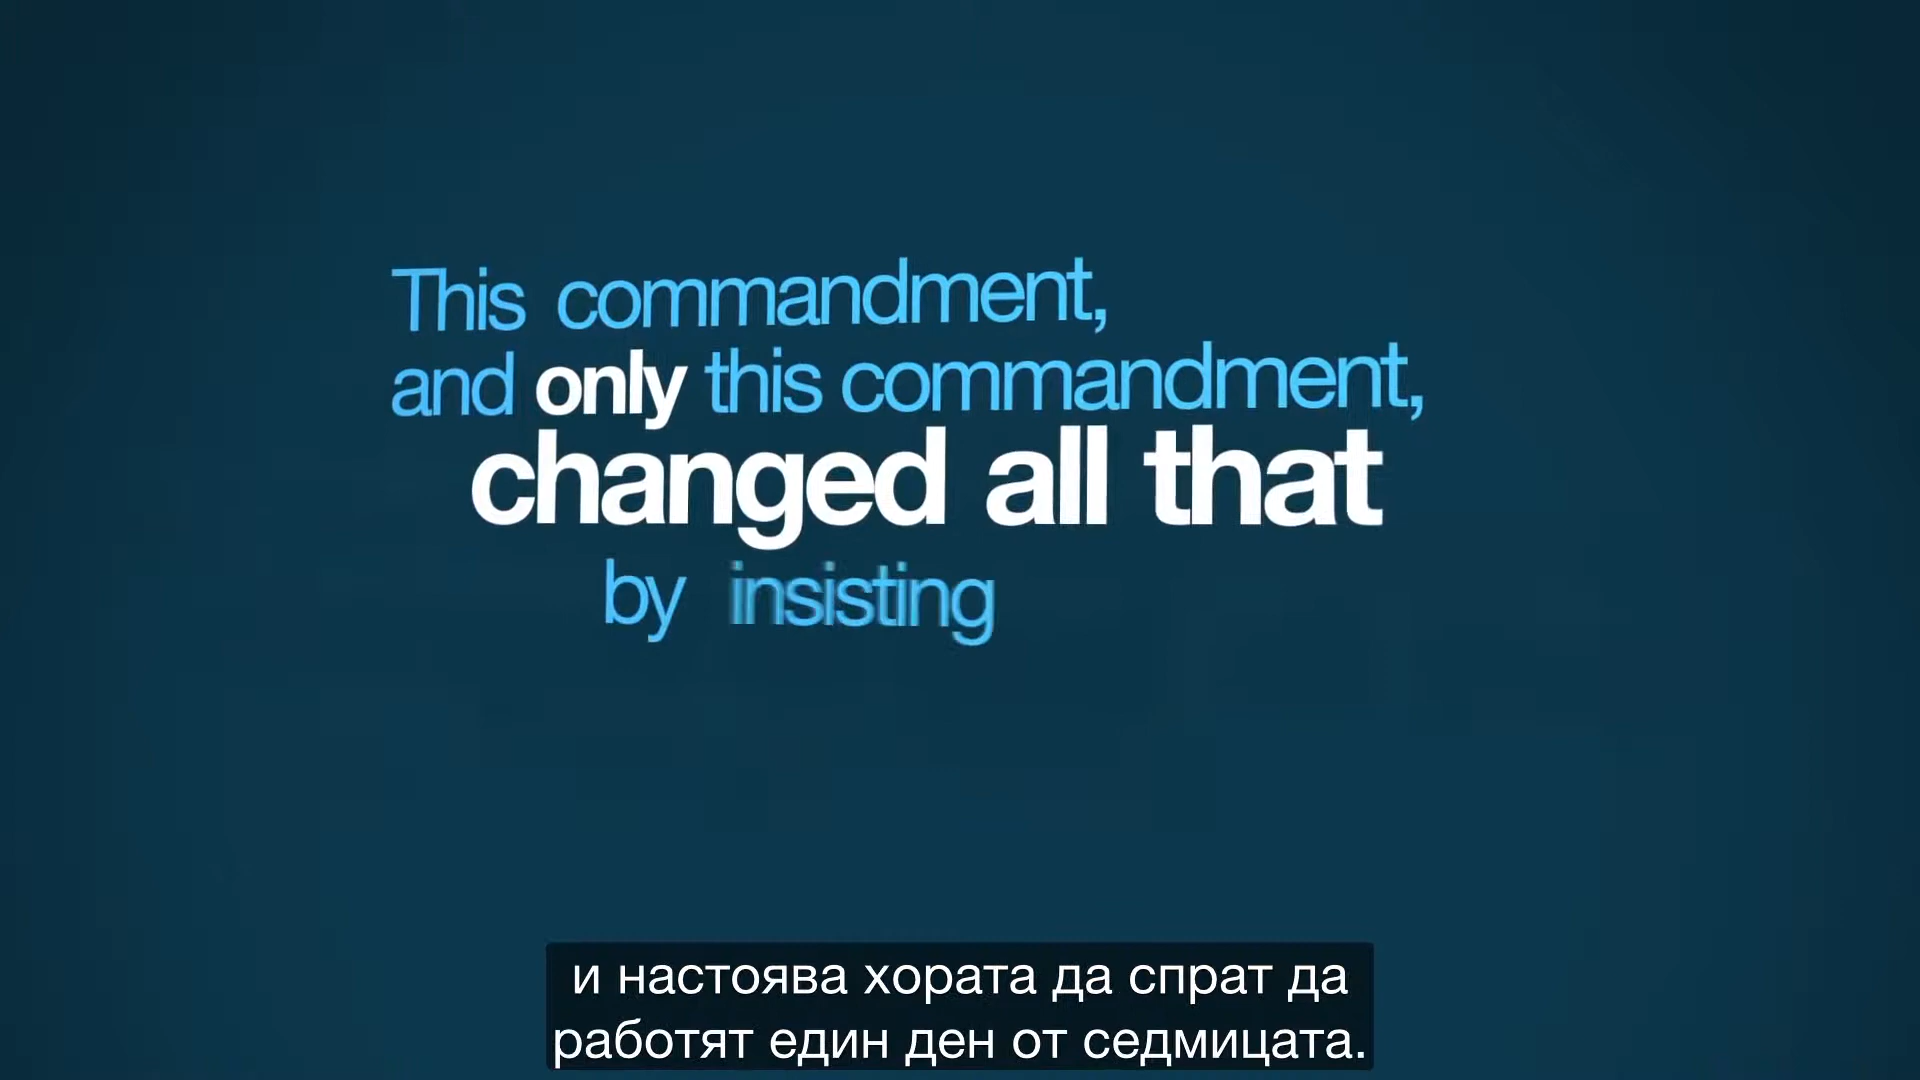 This commandment,
and only this commandment,
changed all that
by insisting
и настоява хората да спрат да
работят един ден от седмицата.